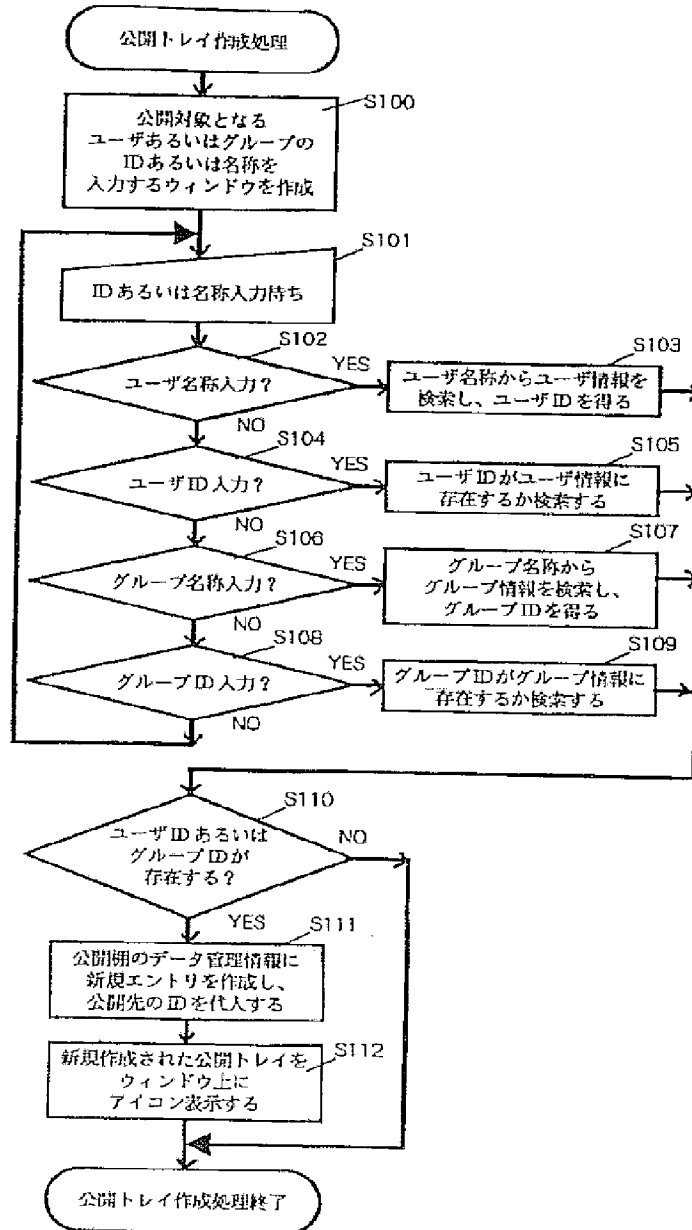 公開トレイ作成処理
S100
公開対象となる
ユーザあるいはグループの
IDあるいは名称を
入力するウィンドウを作成
S101
IDあるいは名称入力待ち
S102
ユーザ名称入力？
YES
S103
ユーザ名称からユーザ情報を
検索し、ユーザIDを得る
NO
S104
ユーザID入力？
YES
S105
ユーザIDがユーザ情報に
存在するか検索する
NO
S106
グループ名称入力？
YES
S107
グループ名称から
グループ情報を検索し、
グループIDを得る
NO
S108
グループID入力？
YES
S109
グループIDがグループ情報に
存在するか検索する
NO
S110
ユーザIDあるいは
グループIDが
存在する？
NO
YES
S111
公開棚のデータ管理情報に
新規エントリを作成し、
公開先のIDを代入する
S112
新規作成された公開トレイを
ウィンドウ上に
アイコン表示する
公開トレイ作成処理終了